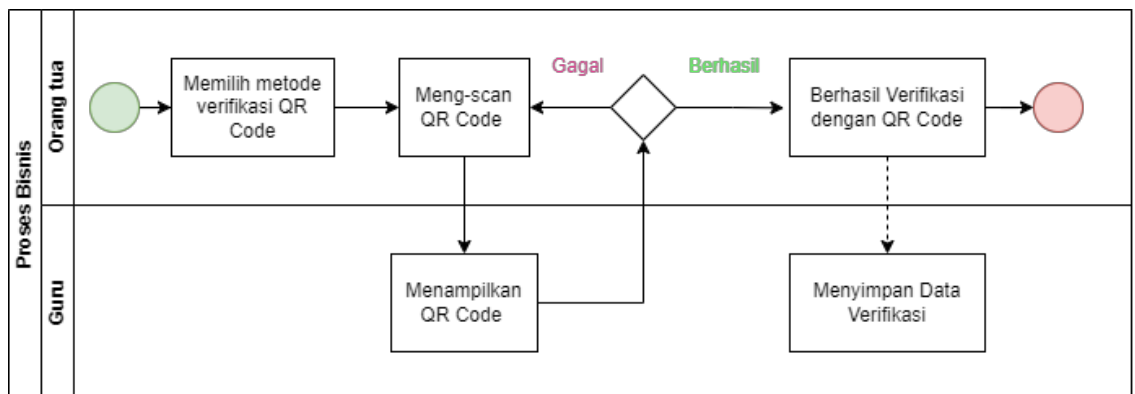 Proses Bisnis
Orang tua
Memilih metode
verifikasi QR
Code
Meng-scan
QR Code
Gagal
Berhasil
Berhasil Verifikasi
dengan QR Code
Guru
Menampilkan
QR Code
Menyimpan Data
Verifikasi